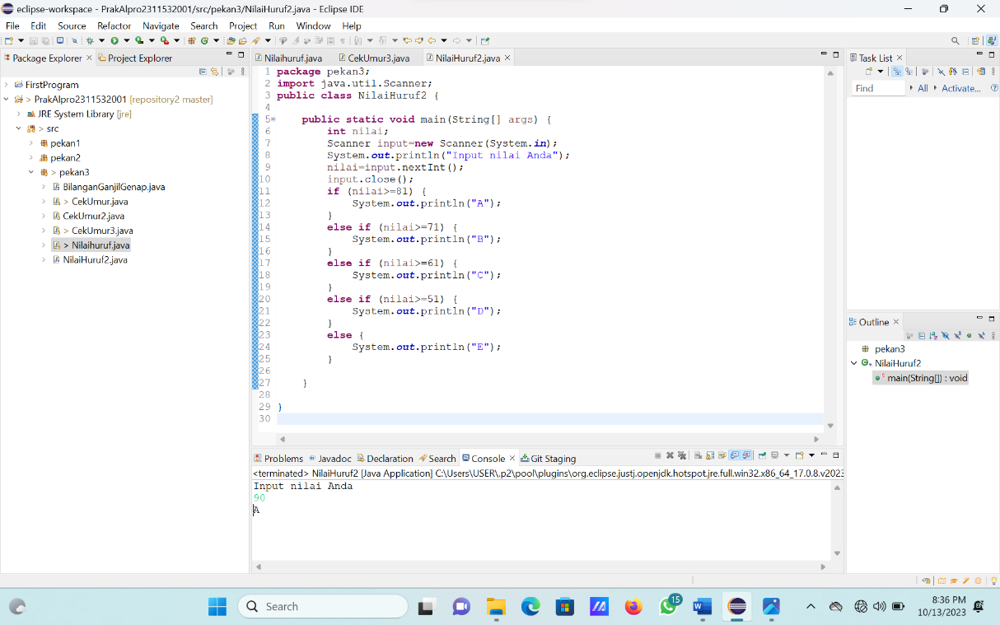 eclipse-workspace - PrakAlpro2311532001/src/pekan3/NilaiHuruf2.java - Eclipse IDE
File Edit Source Refactor Navigate Search Project Run Window Help
Package Explorer Project Explorer
FirstProgram
> PrakAlpro2311532001 [repository2 master]
JRE System Library [jre]
> src
pekan1
pekan2
> pekan3
BilanganGanjilGenap.java
> CekUmur.java
CekUmur2.java
> CekUmur3.java
> Nilaihuruf.java
NilaiHuruf2.java
Nilaihuruf.java CekUmur3.java NilaiHuruf2.java
1 package pekan3;
2 import java.util.Scanner;
3 public class NilaiHuruf2 {
4
5 public static void main(String[] args) {
6 int nilai;
7 Scanner input=new Scanner(System.in);
8 System.out.println("Input nilai Anda");
9 nilai=input.nextInt();
10 input.close();
11 if (nilai>=81) {
12 System.out.println("A");
13 }
14 else if (nilai>=71) {
15 System.out.println("B");
16 }
17 else if (nilai>=61) {
18 System.out.println("C");
19 }
20 else if (nilai>=51) {
21 System.out.println("D");
22 }
23 else {
24 System.out.println("E");
25 }
26
27 }
28
29 }
30
Problems Javadoc Declaration Search Console Git Staging
<terminated> NilaiHuruf2 [Java Application] C:\Users\USER\.p2\pool\plugins\org.eclipse.justj.openjdk.hotspot.jre.full.win32.x86_64_17.0.8.v2023
Input nilai Anda
90
A
Task List
Find All Activate...
Outline
pekan3
NilaiHuruf2
main(String[]) : void
Search
15
8:36 PM
10/13/2023